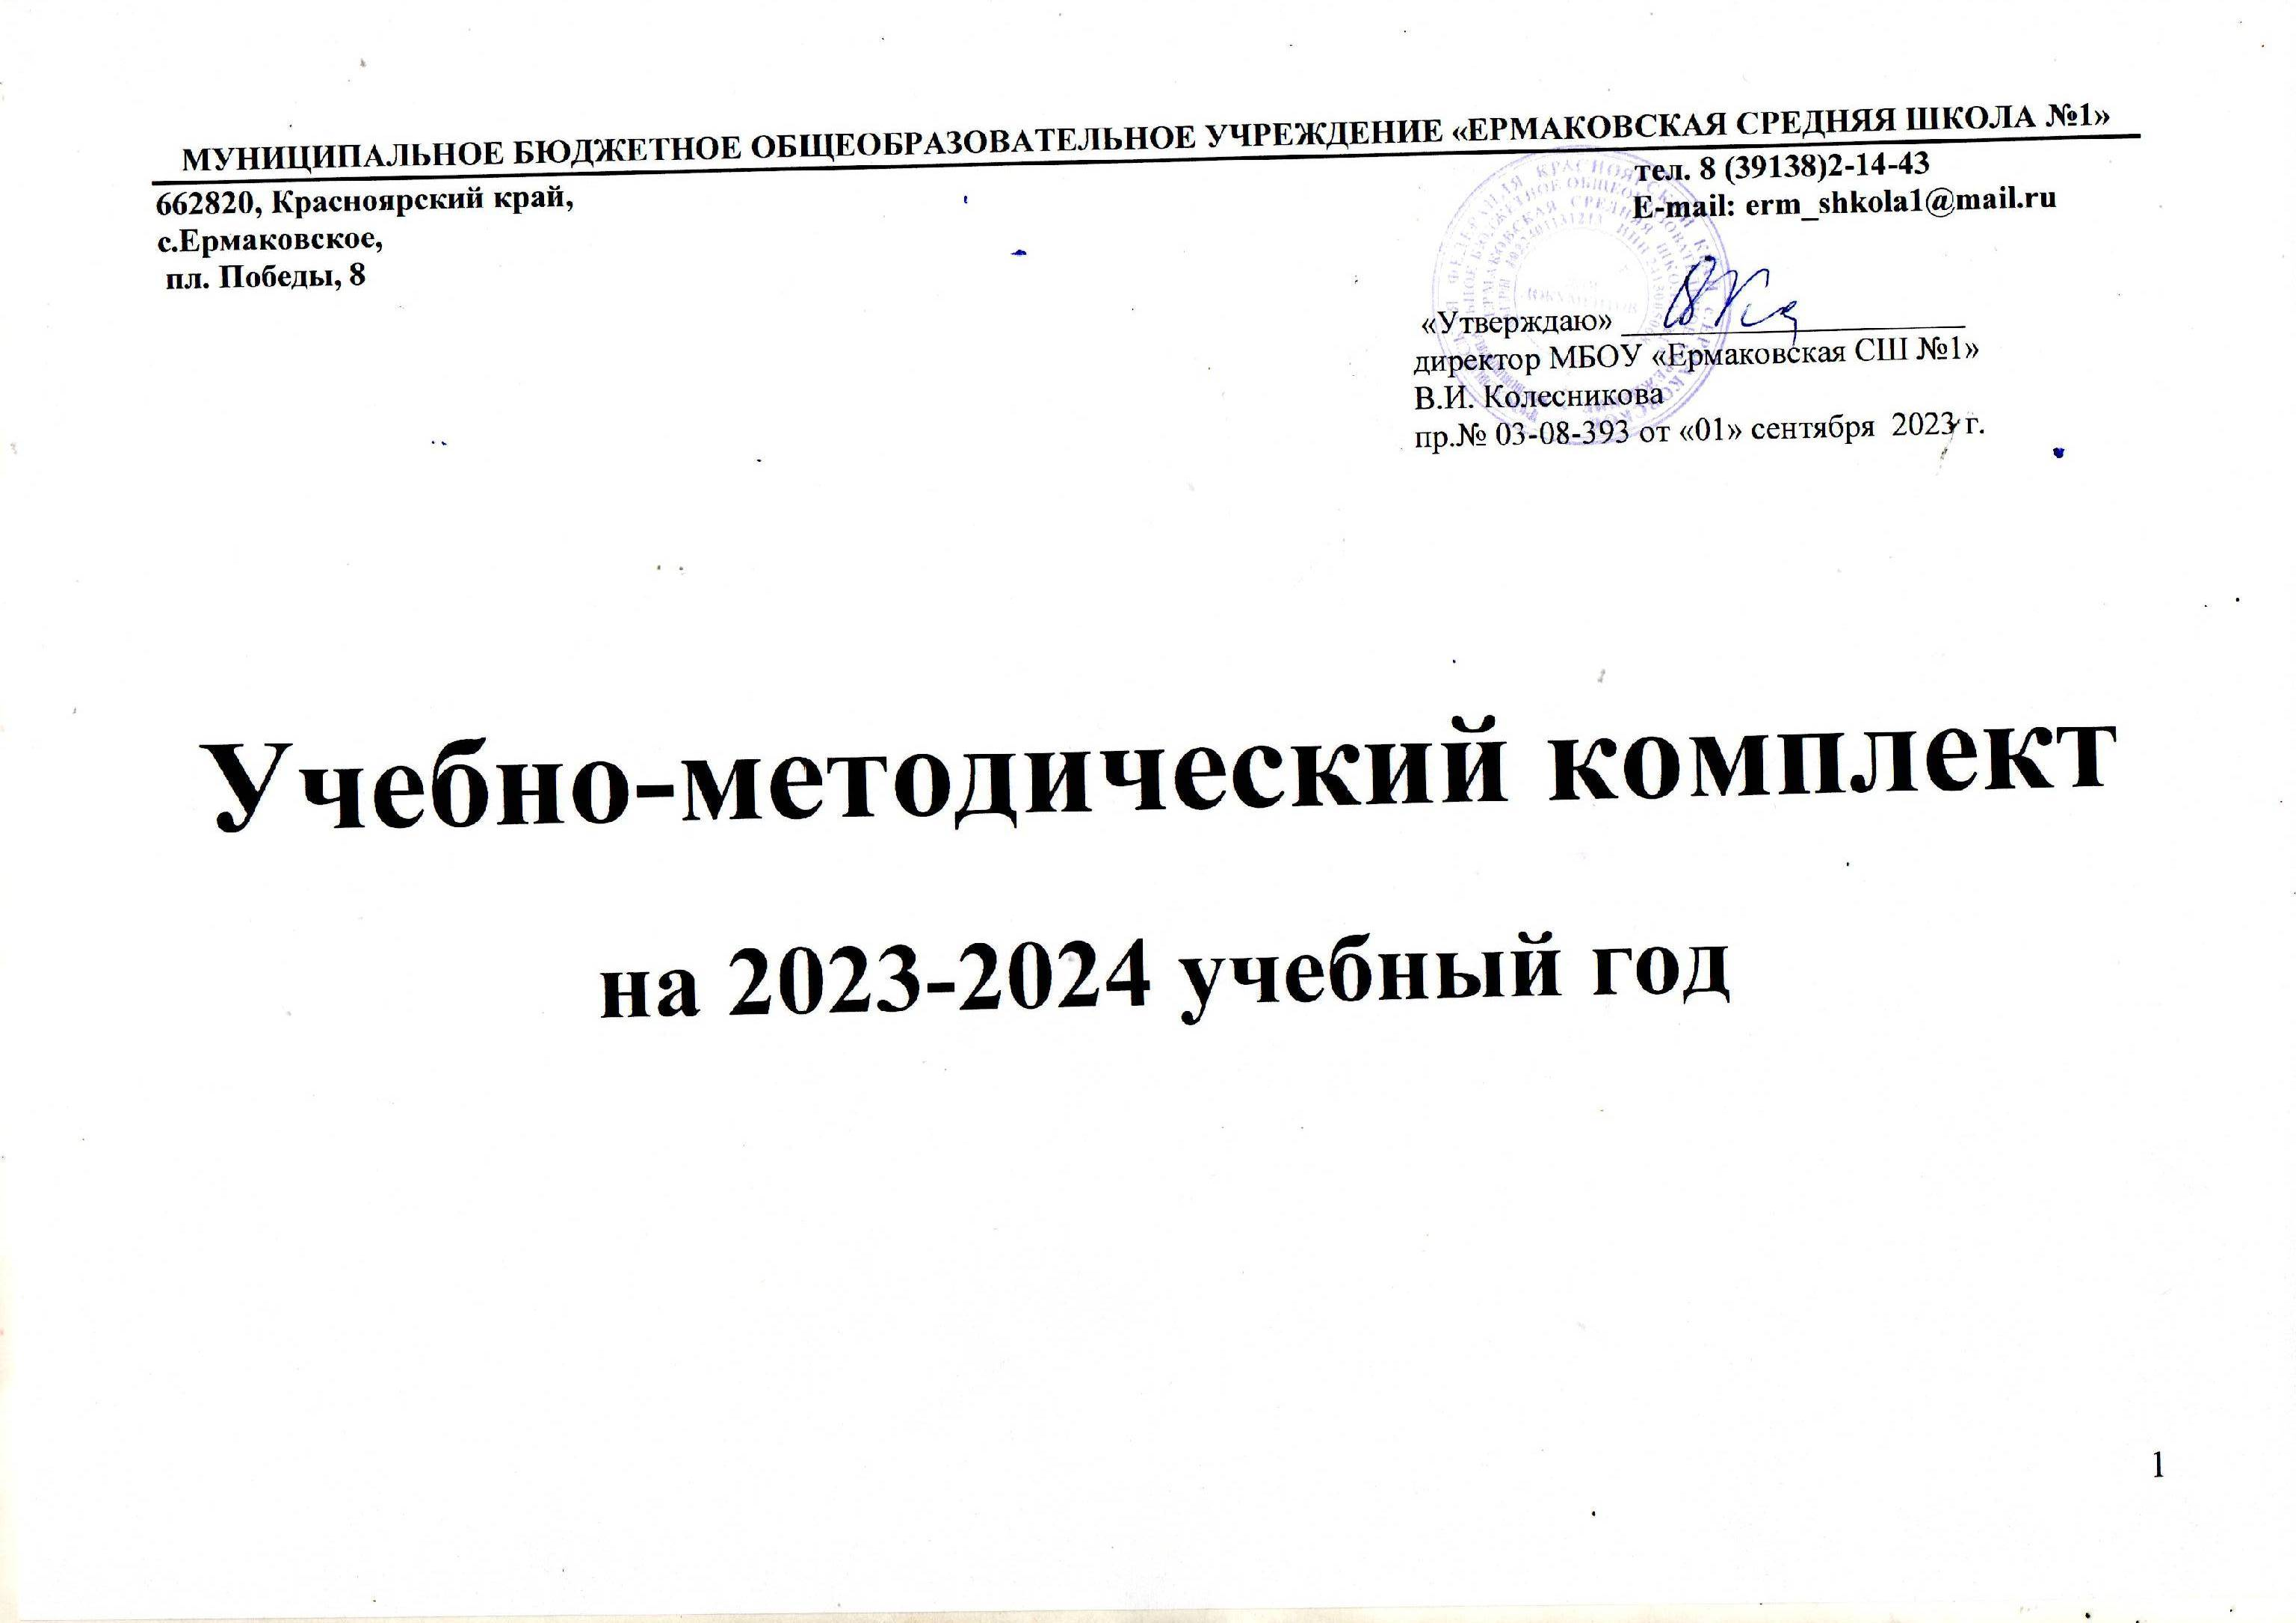 МУНИЦИПАЛЬНОЕ БЮДЖЕТНОЕ ОБЩЕОБРАЗОВАТЕЛЬНОЕ УЧРЕЖДЕНИЕ «ЕРМАКОВСКАЯ СРЕДНЯЯ ШКОЛА №1»
662820, Красноярский край,
с.Ермаковское,
пл. Победы, 8
тел. 8 (39138)2-14-43
E-mail: erm_shkola1@mail.ru
«Утверждаю»
директор МБОУ «Ермаковская СШ №1»
В.И. Колесникова
пр.№ 03-08-393 от «01» сентября 2023 г.
Учебно-методический комплект
на 2023-2024 учебный год
1